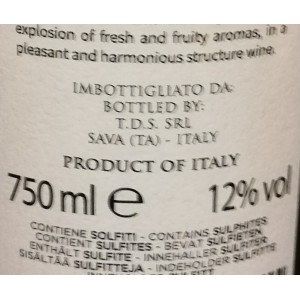 explosion of fresh and fruity aromas, in a
pleasant and harmonious structure wine.
IMBOTTIGLIATO DA:
BOTTLED BY:
T.D.S. SRL
SAVA (TA) - ITALY
PRODUCT OF ITALY
750 ml e 12% vol
CONTIENE SOLFITI - CONTAINS SULPHITES
CONTIENT SULFITES - BEVAT SULFIETEN
ENTHÄLT SULFITE - INNEHALLER SULFITER
SISÄLTÄÄ SULFITTEJA - INDEHOLDER SULFITTER